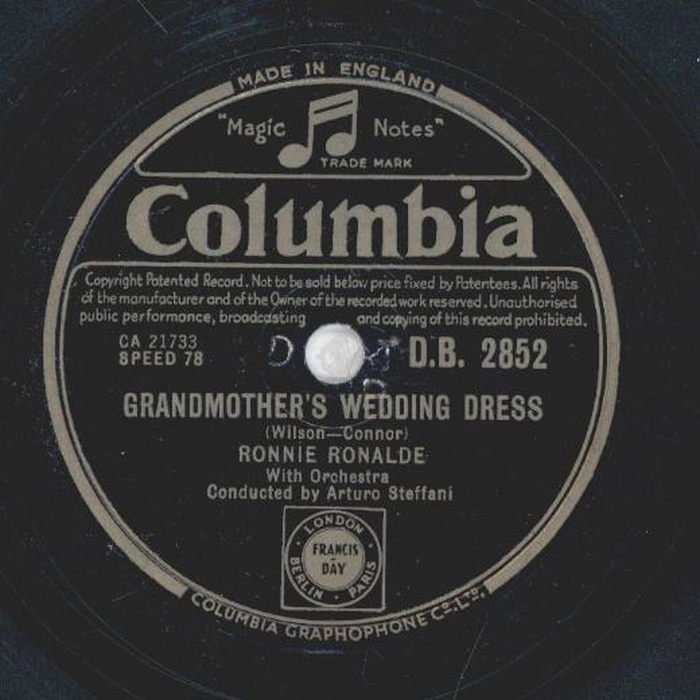 MADE IN ENGLAND
"Magic Notes"
TRADE MARK
Columbia
Copyright Patented Record. Not to be sold below price fixed by Patentees. All rights
of the manufacturer and of the Owner of the recorded work reserved. Unauthorised
public performance, broadcasting and copying of this record prohibited.
CA 21733
SPEED 78
D.B. 2852
GRANDMOTHER'S WEDDING DRESS
(Wilson—Connor)
RONNIE RONALDE
With Orchestra
Conducted by Arturo Steffani
LONDON
FRANCIS
DAY
BERLIN · PARIS
COLUMBIA GRAPHOPHONE Co. LTD.